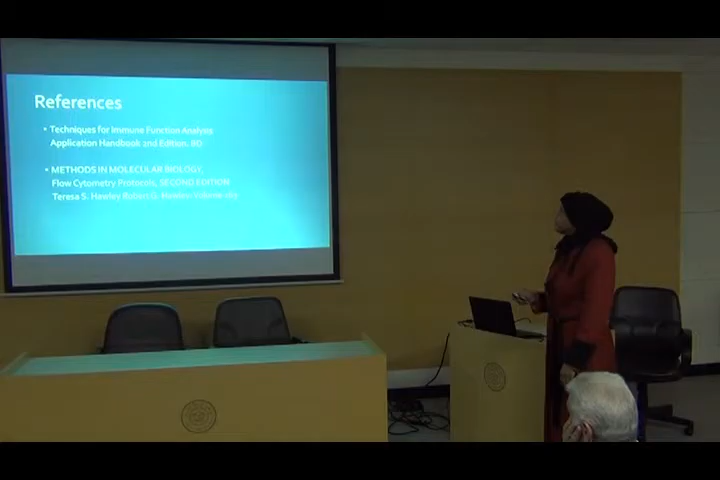 References
• Techniques for Immune Function Analysis
Application Handbook 2nd Edition. BD
• METHODS IN MOLECULAR BIOLOGY,
Flow Cytometry Protocols, SECOND EDITION
Teresa S. Hawley Robert G. Hawley